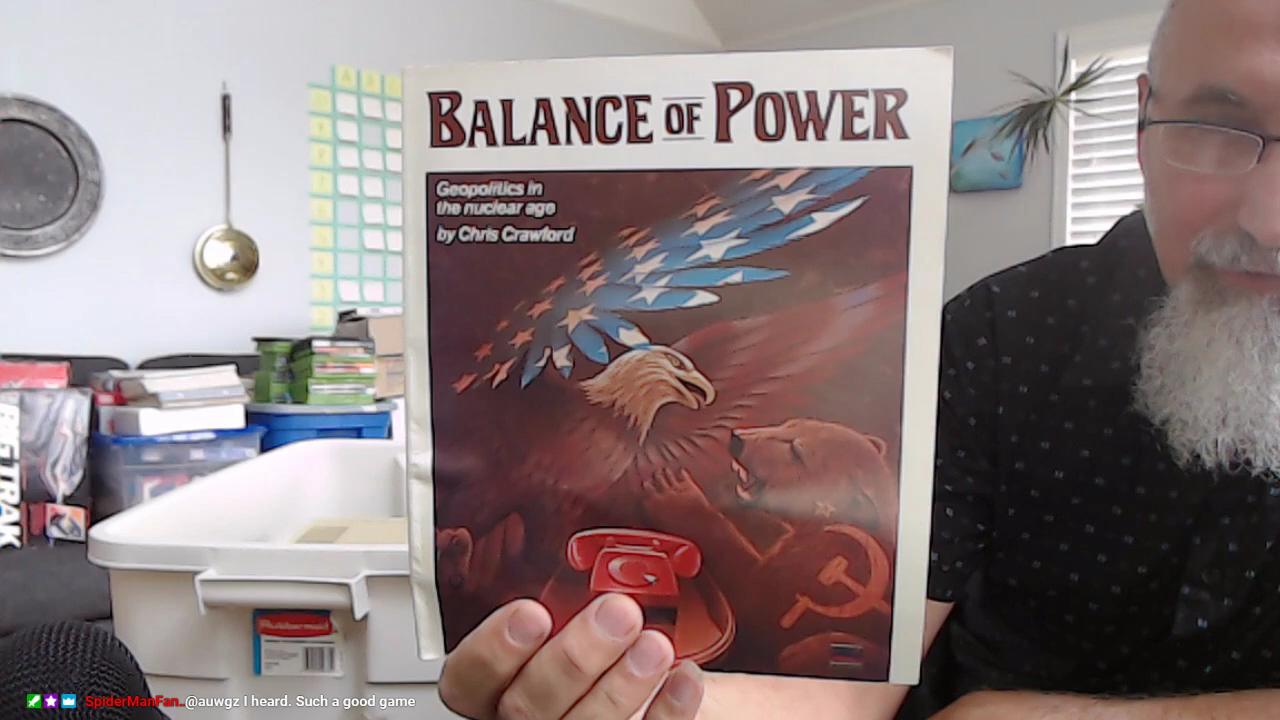 BALANCE OF POWER
Geopolitics in
the nuclear age
by Chris Crawford
Rubbermaid
SpiderManFan..@auwgz I heard. Such a good game